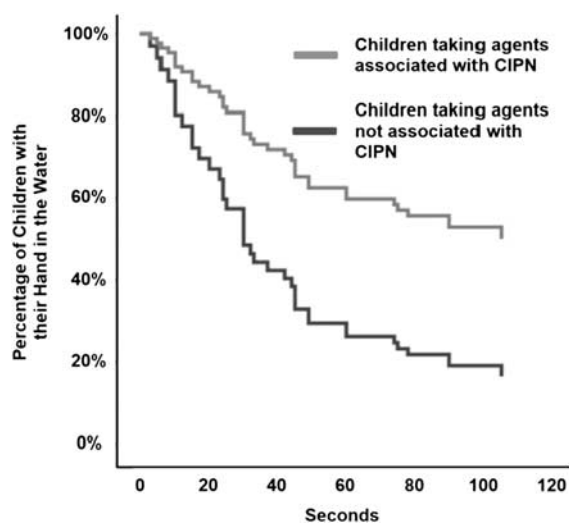 100%
80%
60%
40%
20%
0%
Percentage of Children with
their Hand in the Water
Children taking agents
associated with CIPN
Children taking agents
not associated with
CIPN
0 20 40 60 80 100 120
Seconds